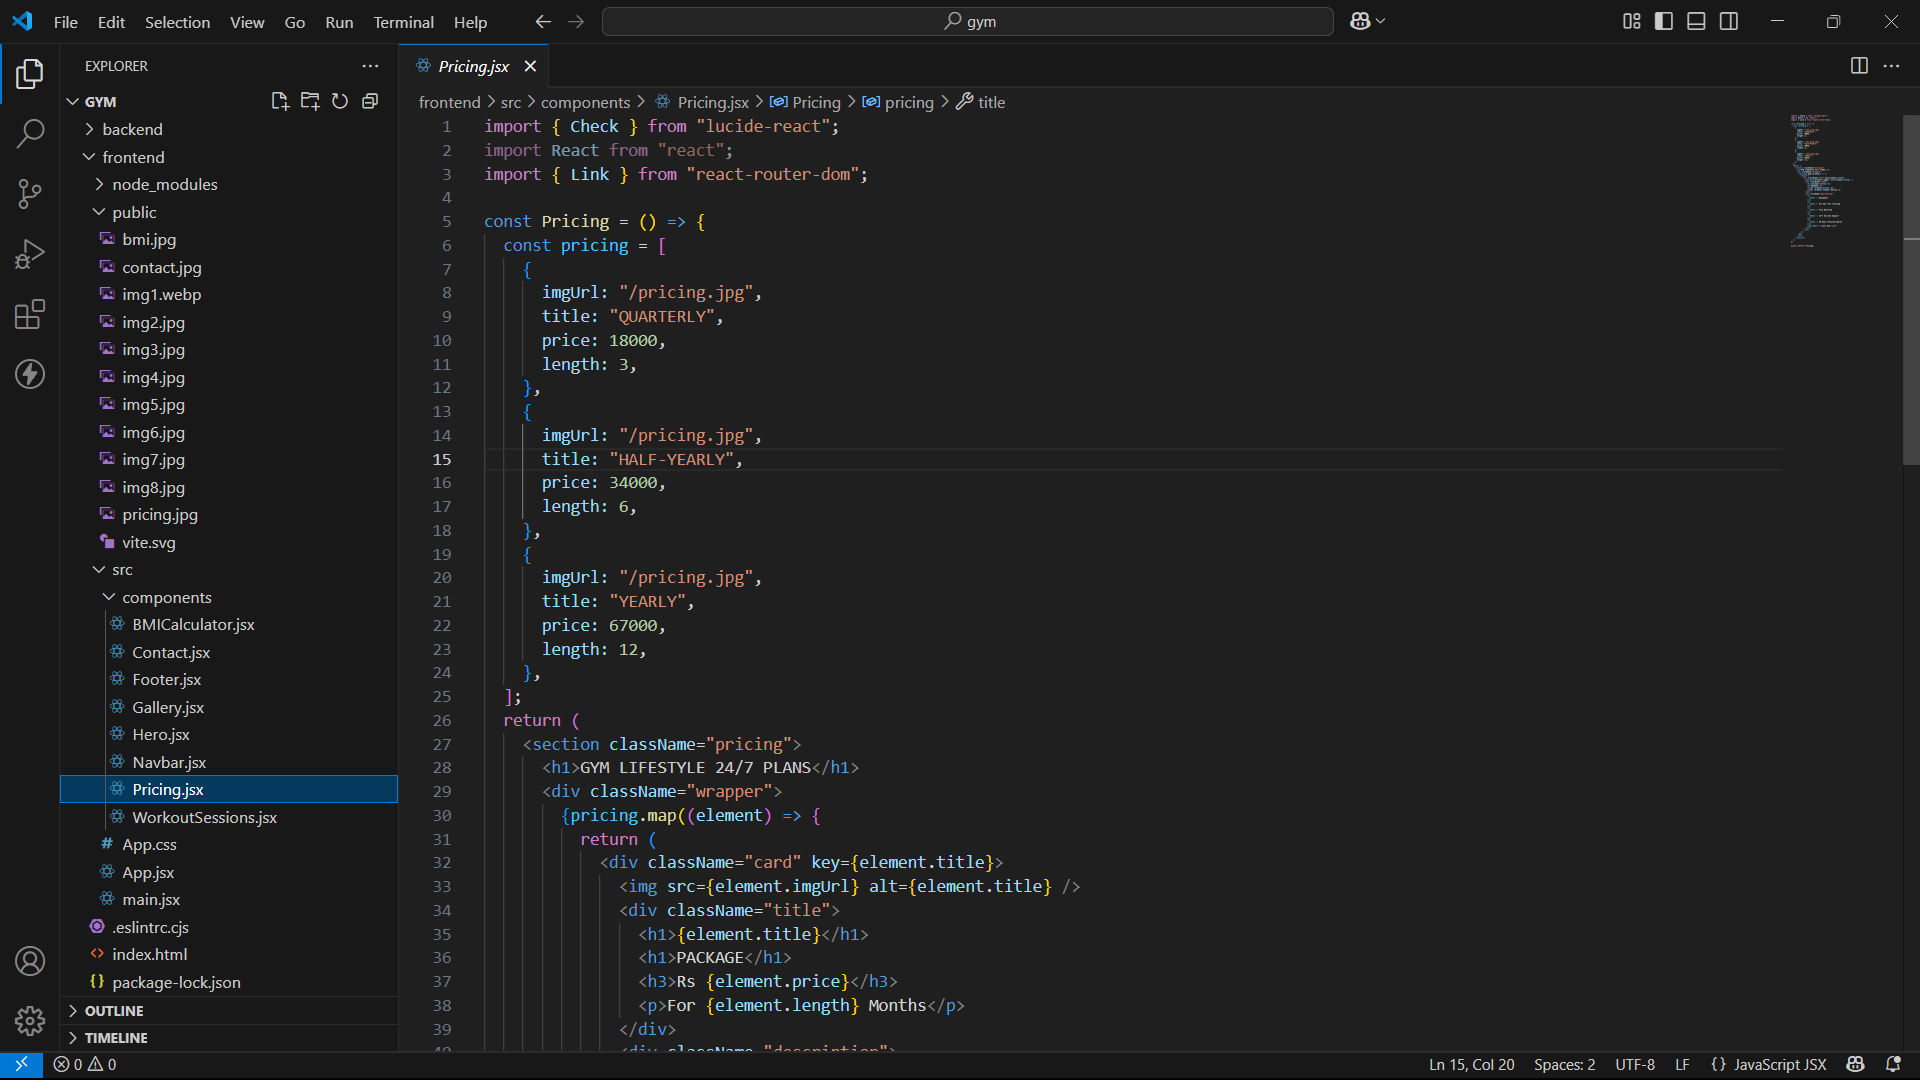 File Edit Selection View Go Run Terminal Help gym
EXPLORER
GYM
backend
frontend
node_modules
public
bmi.jpg
contact.jpg
img1.webp
img2.jpg
img3.jpg
img4.jpg
img5.jpg
img6.jpg
img7.jpg
img8.jpg
pricing.jpg
vite.svg
src
components
BMICalculator.jsx
Contact.jsx
Footer.jsx
Gallery.jsx
Hero.jsx
Navbar.jsx
Pricing.jsx
WorkoutSessions.jsx
App.css
App.jsx
main.jsx
.eslintrc.cjs
index.html
package-lock.json
OUTLINE
TIMELINE
Pricing.jsx
frontend > src > components > Pricing.jsx > Pricing > pricing > title
1 import { Check } from "lucide-react";
2 import React from "react";
3 import { Link } from "react-router-dom";
4
5 const Pricing = () => {
6 const pricing = [
7 {
8 imgUrl: "/pricing.jpg",
9 title: "QUARTERLY",
10 price: 18000,
11 length: 3,
12 },
13 {
14 imgUrl: "/pricing.jpg",
15 title: "HALF-YEARLY",
16 price: 34000,
17 length: 6,
18 },
19 {
20 imgUrl: "/pricing.jpg",
21 title: "YEARLY",
22 price: 67000,
23 length: 12,
24 },
25 ];
26 return (
27 <section className="pricing">
28 <h1>GYM LIFESTYLE 24/7 PLANS</h1>
29 <div className="wrapper">
30 {pricing.map((element) => {
31 return (
32 <div className="card" key={element.title}>
33 <img src={element.imgUrl} alt={element.title} />
34 <div className="title">
35 <h1>{element.title}</h1>
36 <h1>PACKAGE</h1>
37 <h3>Rs {element.price}</h3>
38 <p>For {element.length} Months</p>
39 </div>
40 <div className="description">
0 0 Ln 15, Col 20 Spaces: 2 UTF-8 LF {} JavaScript JSX